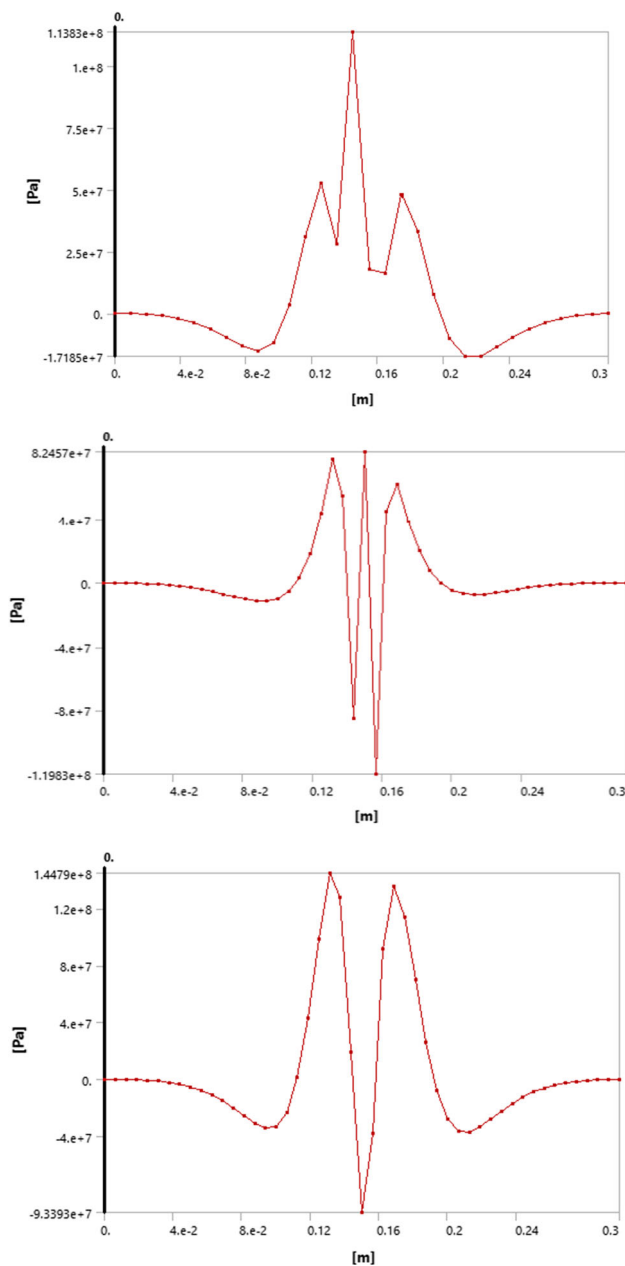 0.
1.1383e+8
1.e+8
7.5e+7
5.e+7
2.5e+7
0.
-1.7185e+7
[Pa]
0. 4.e-2 8.e-2 0.12 0.16 0.2 0.24 0.3
[m]
0.
8.2457e+7
4.e+7
0.
-4.e+7
-8.e+7
-1.1983e+8
[Pa]
0. 4.e-2 8.e-2 0.12 0.16 0.2 0.24 0.3
[m]
0.
1.4479e+8
1.2e+8
8.e+7
4.e+7
0.
-4.e+7
-9.3393e+7
[Pa]
0. 4.e-2 8.e-2 0.12 0.16 0.2 0.24 0.3
[m]